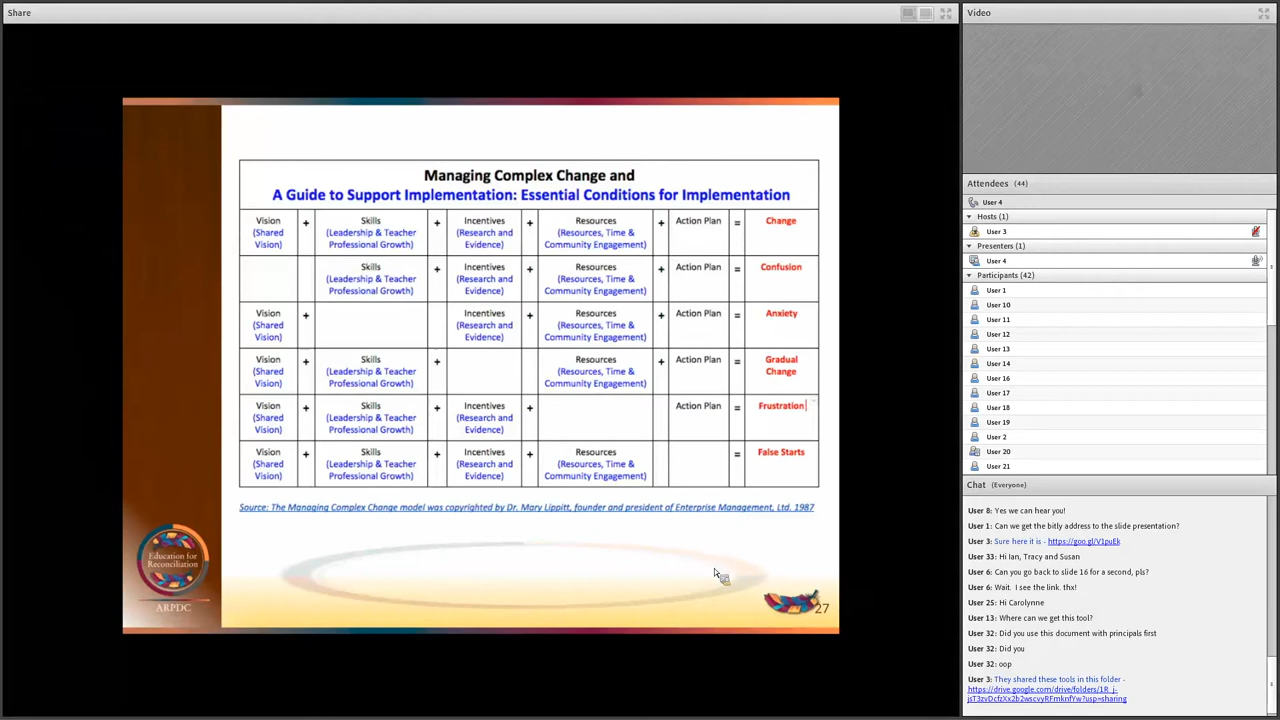 Share
Managing Complex Change and
A Guide to Support Implementation: Essential Conditions for Implementation
Vision + Skills + Incentives + Resources + Action Plan = Change
(Shared (Leadership & Teacher (Research and (Resources, Time &
Vision) Professional Growth) Evidence) Community Engagement)
Skills + Incentives + Resources + Action Plan = Confusion
(Leadership & Teacher (Research and (Resources, Time &
Professional Growth) Evidence) Community Engagement)
Vision + Incentives + Resources + Action Plan = Anxiety
(Shared (Research and (Resources, Time &
Vision) Evidence) Community Engagement)
Vision + Skills + Resources + Action Plan = Gradual
(Shared (Leadership & Teacher (Resources, Time & Change
Vision) Professional Growth) Community Engagement)
Vision + Skills + Incentives + Action Plan = Frustration
(Shared (Leadership & Teacher (Research and
Vision) Professional Growth) Evidence)
Vision + Skills + Incentives + Resources = False Starts
(Shared (Leadership & Teacher (Research and (Resources, Time &
Vision) Professional Growth) Evidence) Community Engagement)
Source: The Managing Complex Change model was copyrighted by Dr. Mary Lippitt, founder and president of Enterprise Management, Ltd. 1987
Education for
Reconciliation
ARPDC
27
Video
Attendees (44)
User 4
Hosts (1)
User 3
Presenters (1)
User 4
Participants (42)
User 1
User 10
User 11
User 12
User 13
User 14
User 16
User 17
User 18
User 19
User 2
User 20
User 21
Chat (Everyone)
User 8: Yes we can hear you!
User 1: Can we get the bitly address to the slide presentation?
User 3: Sure here it is - https://goo.gl/V1puEk
User 33: Hi Ian, Tracy and Susan
User 6: Can you go back to slide 16 for a second, pls?
User 6: Wait. I see the link. thx!
User 25: Hi Carolynne
User 13: Where can we get this tool?
User 32: Did you use this document with principals first
User 32: Did you
User 32: oop
User 3: They shared these tools in this folder -
https://drive.google.com/drive/folders/1R_j-
jsT3zvDcfzXx2b2wscvyRFmknfYw?usp=sharing